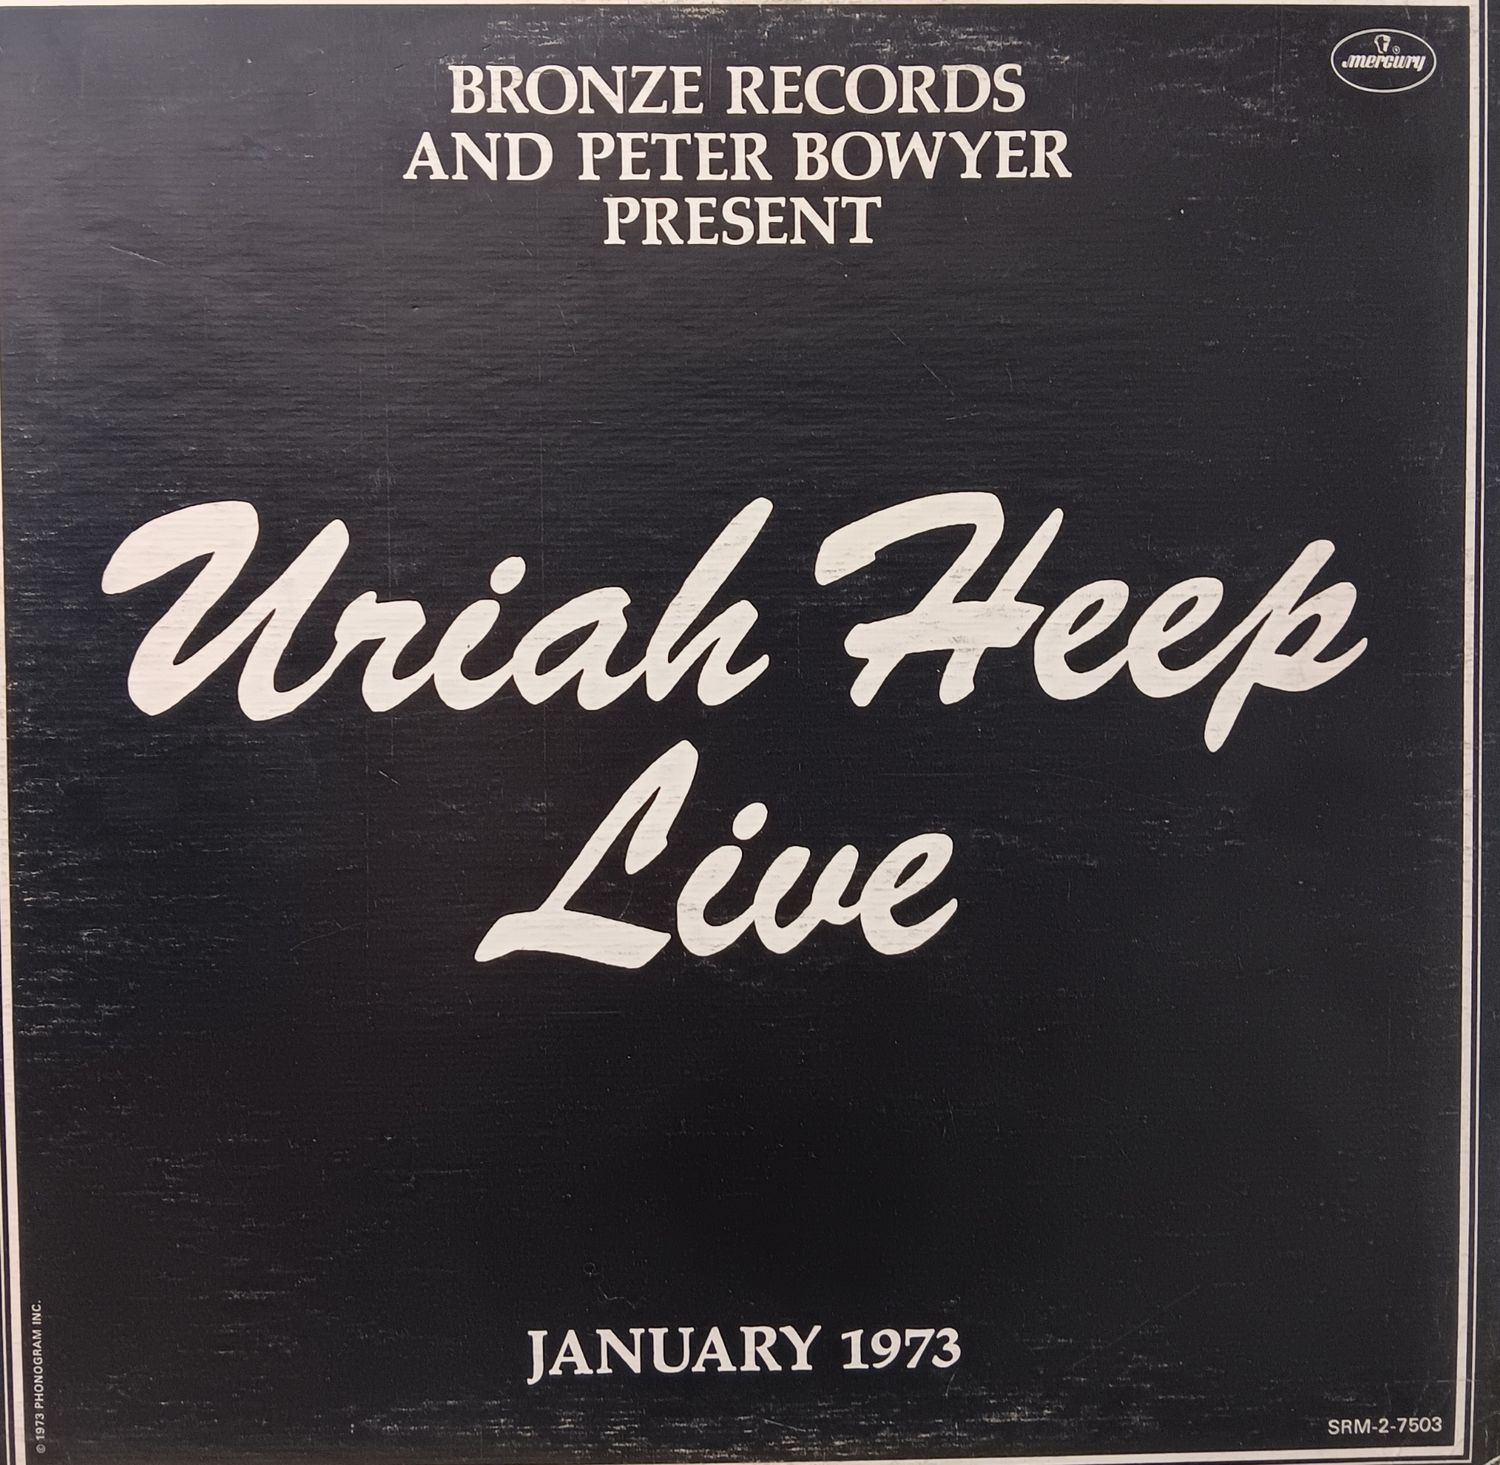 mercury
BRONZE RECORDS
AND PETER BOWYER
PRESENT
Uriah Heep
Live
JANUARY 1973
© 1973 PHONOGRAM INC.
SRM-2-7503